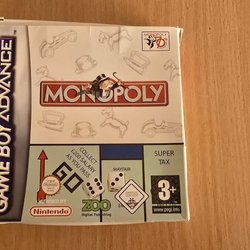 GAME BOY ADVANCE
MONOPOLY
COLLECT
£200 SALARY
AS YOU PASS
GO
MAYFAIR
SUPER
TAX
3+
www.pegi.info
Nintendo
ZOO
Digital Publishing